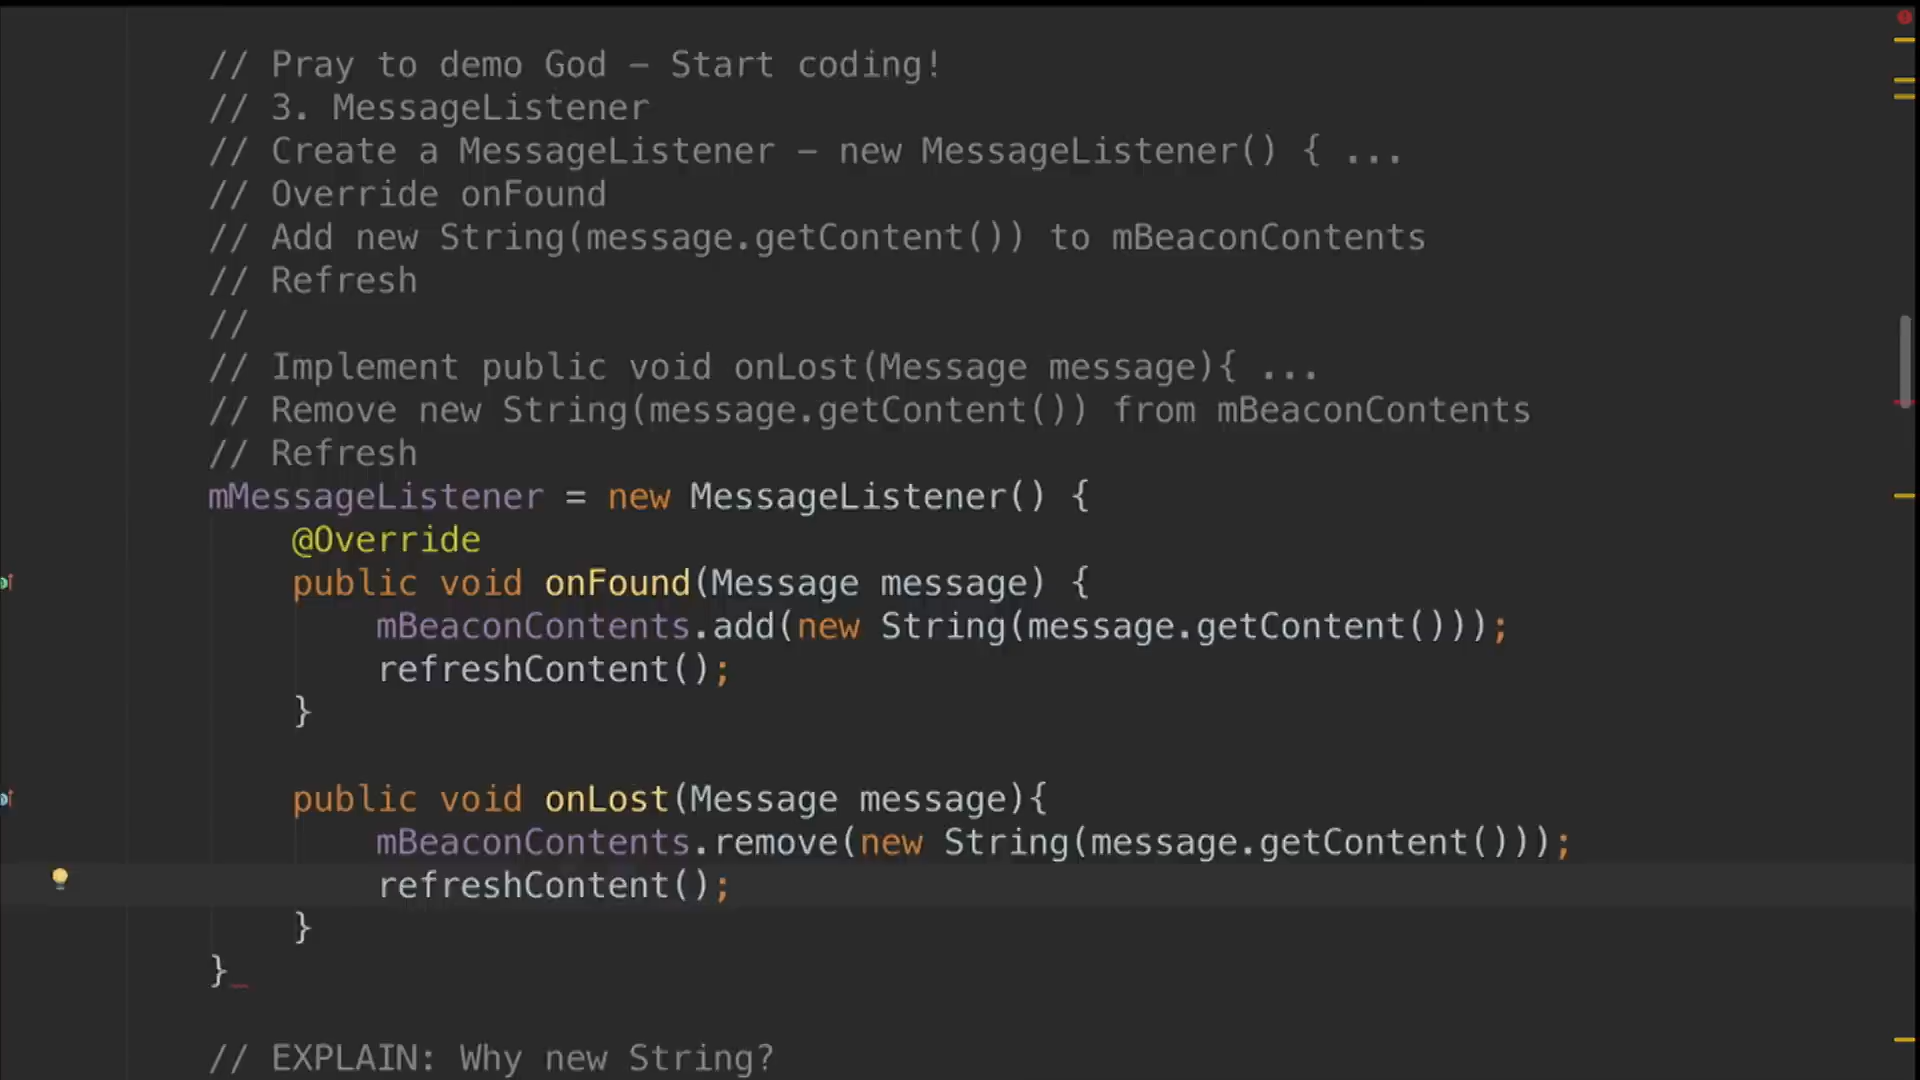 // Pray to demo God – Start coding!
// 3. MessageListener
// Create a MessageListener – new MessageListener() { ...
// Override onFound
// Add new String(message.getContent()) to mBeaconContents
// Refresh
//
// Implement public void onLost(Message message){ ...
// Remove new String(message.getContent()) from mBeaconContents
// Refresh
mMessageListener = new MessageListener() {
@Override
public void onFound(Message message) {
mBeaconContents.add(new String(message.getContent()));
refreshContent();
}
public void onLost(Message message){
mBeaconContents.remove(new String(message.getContent()));
refreshContent();
}
}
// EXPLAIN: Why new String?